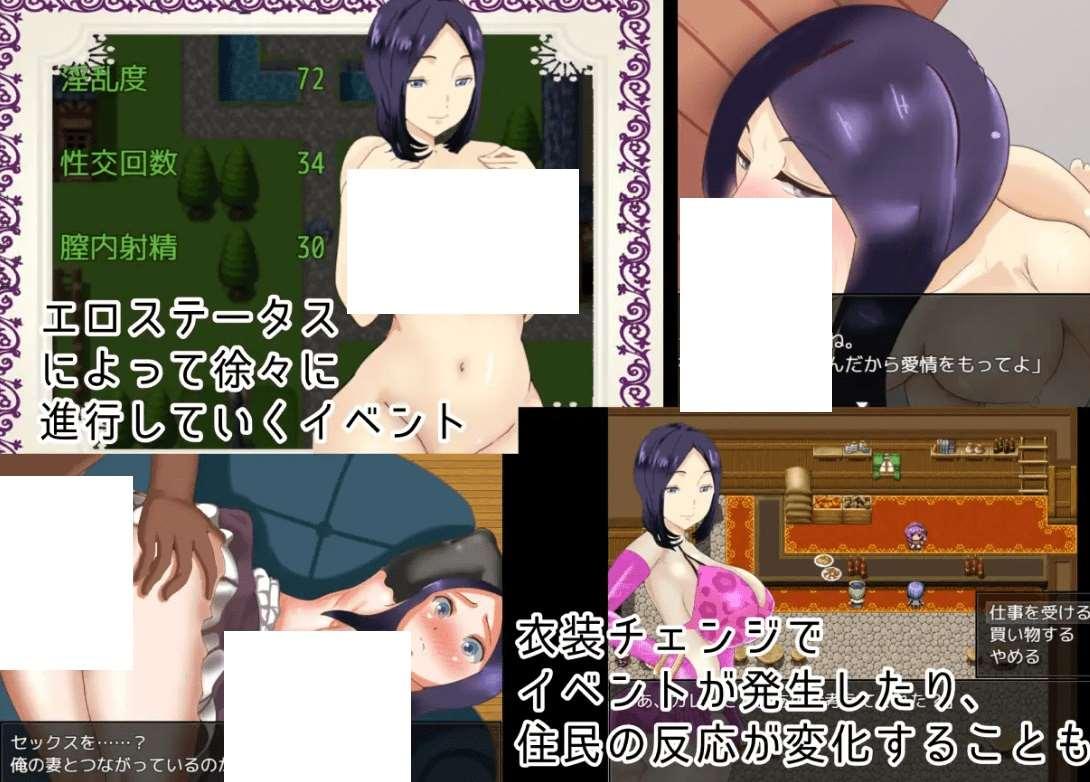 淫乱度 72
性交回数 34
膣内射精 30
エロステータス
によって徐々に
進行していくイベント
ね。
んだから愛情をもってよ」
セックスを……？
俺の妻とつながっているの
仕事を受ける
買い物する
やめる
衣装チェンジで
イベントが発生したり、
住民の反応が変化することも